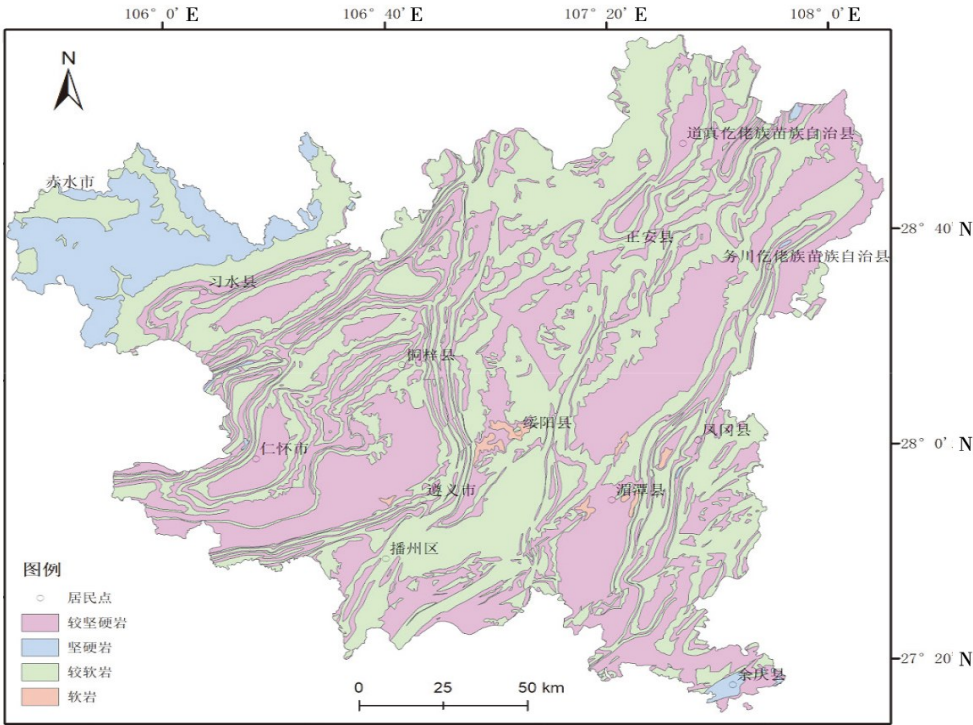 106° 0′ E
106° 40′ E
107° 20′ E
108° 0′ E
N
道真仡佬族苗族自治县
赤水市
28° 40′ N
正安县
务川仡佬族苗族自治县
习水县
桐梓县
绥阳县
凤冈县
28° 0′ N
仁怀市
遵义市
湄潭县
播州区
图例
居民点
较坚硬岩
坚硬岩
较软岩
软岩
27° 20′ N
余庆县
0 25 50 km